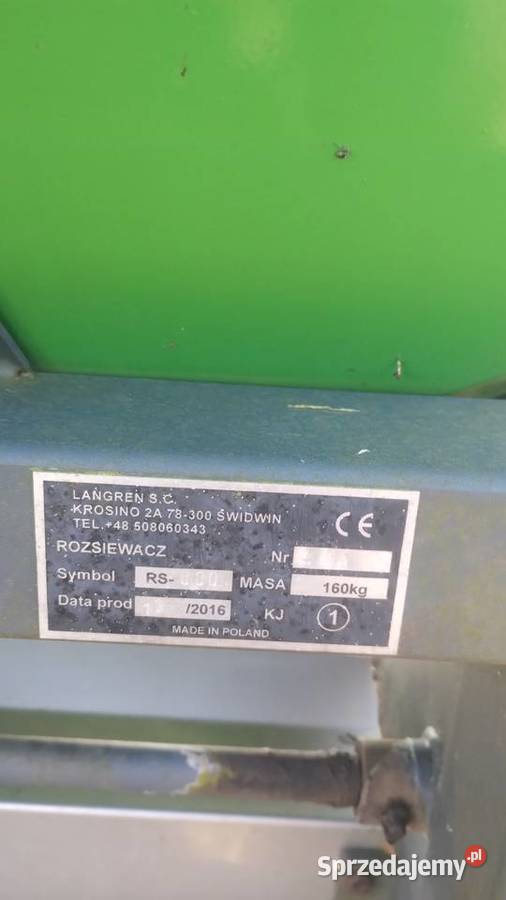 LANGREN S.C.
KROSINO 2A 78-300 ŚWIDWIN
TEL.+48 508060343
CE
ROZSIEWACZ
Nr
Symbol RS-
MASA 160kg
Data prod /2016
KJ 1
MADE IN POLAND
Sprzedajemy.pl